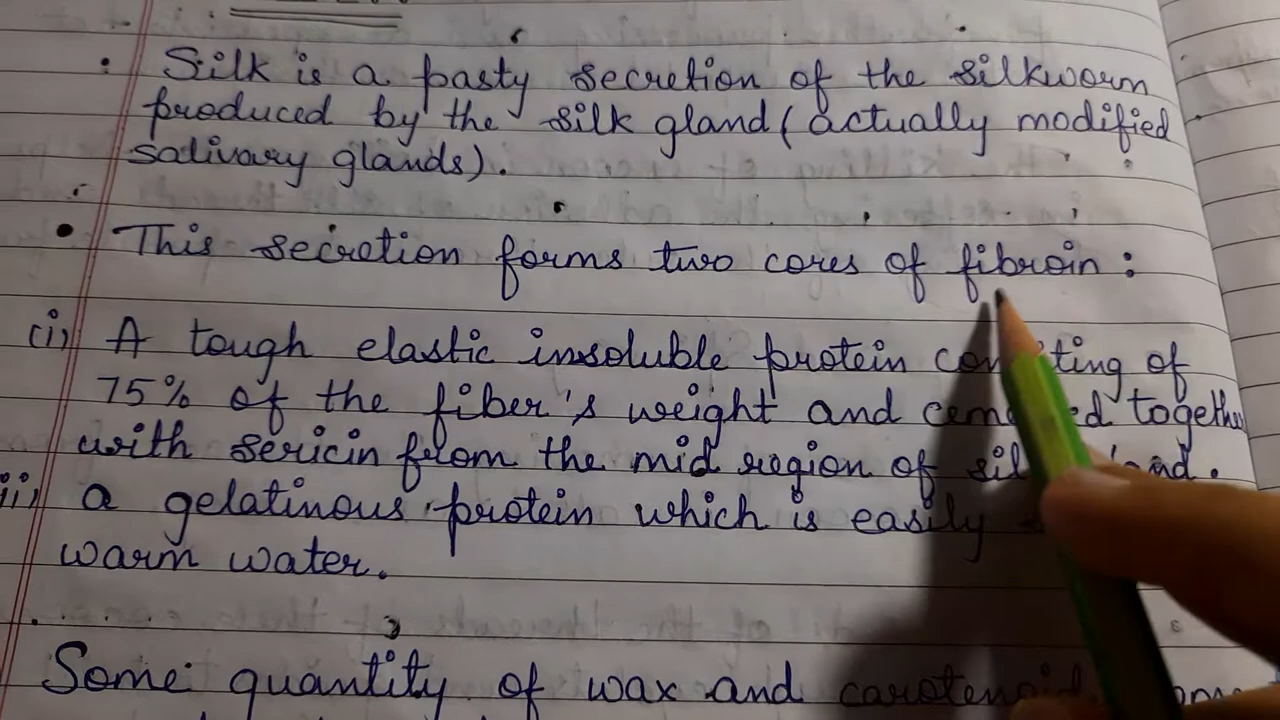 Silk is a pasty secretion of the silkworm
produced by the silk gland (actually modified
salivary glands).
This secretion forms two cores of fibroin:
(i) A tough elastic insoluble protein of
75% of the fiber's weight and together
with sericin from the mid region of
(ii) a gelatinous protein which is easily
warm water.
Some quantity of wax and